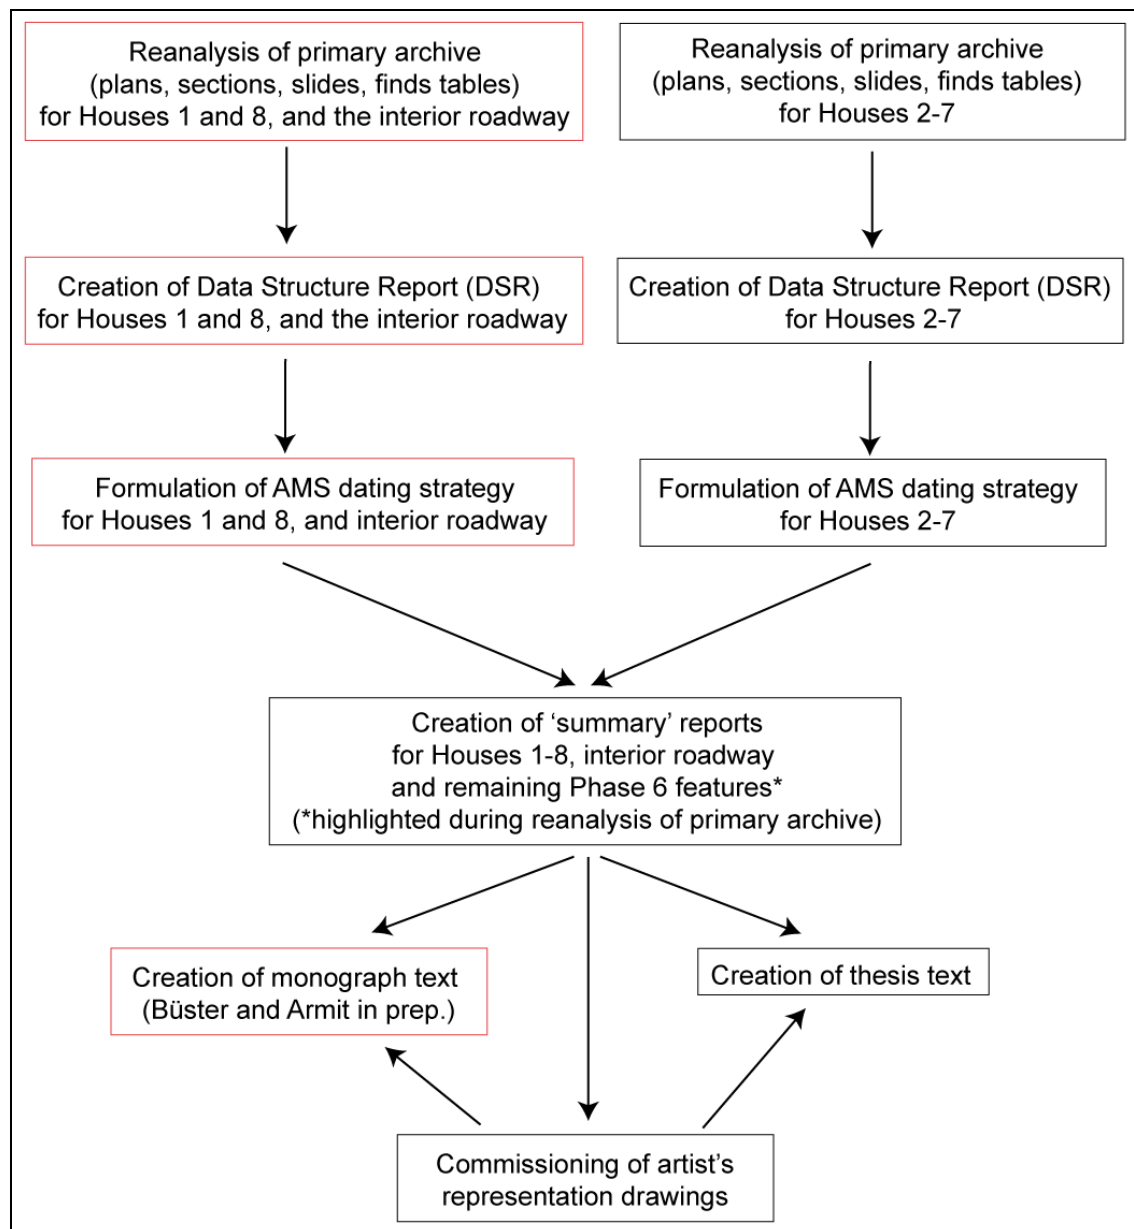 Reanalysis of primary archive
(plans, sections, slides, finds tables)
for Houses 1 and 8, and the interior roadway
Reanalysis of primary archive
(plans, sections, slides, finds tables)
for Houses 2-7
Creation of Data Structure Report (DSR)
for Houses 1 and 8, and the interior roadway
Creation of Data Structure Report (DSR)
for Houses 2-7
Formulation of AMS dating strategy
for Houses 1 and 8, and interior roadway
Formulation of AMS dating strategy
for Houses 2-7
Creation of ‘summary’ reports
for Houses 1-8, interior roadway
and remaining Phase 6 features*
(*highlighted during reanalysis of primary archive)
Creation of monograph text
(Büster and Armit in prep.)
Creation of thesis text
Commissioning of artist’s
representation drawings